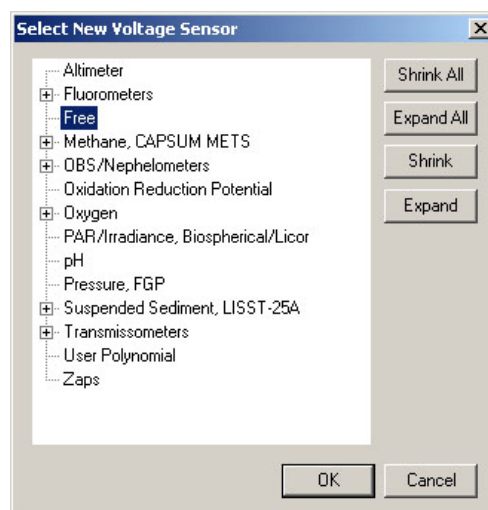 Select New Voltage Sensor
Altimeter
Fluorometers
Free
Methane, CAPSUM METS
OBS/Nephelometers
Oxidation Reduction Potential
Oxygen
PAR/Irradiance, Biospherical/Licor
pH
Pressure, FGP
Suspended Sediment, LISST-25A
Transmissometers
User Polynomial
Zaps
Shrink All
Expand All
Shrink
Expand
OK
Cancel